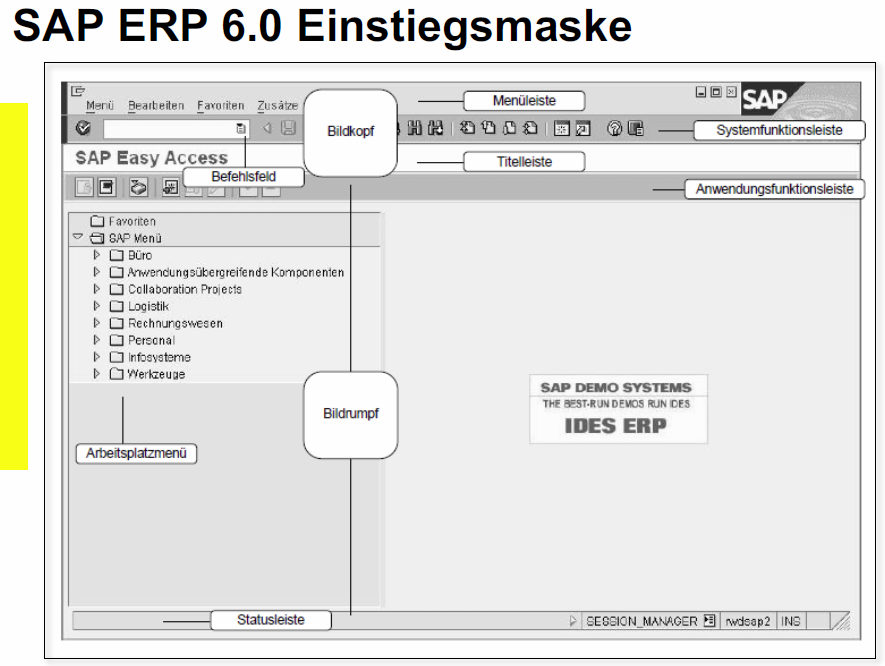 SAP ERP 6.0 Einstiegsmaske
Menü Bearbeiten Favoriten Zusätze
Bildkopf
Menüleiste
SAP
Systemfunktionsleiste
SAP Easy Access
Befehlsfeld
Titelleiste
Anwendungsfunktionsleiste
Favoriten
SAP Menü
Büro
Anwendungsübergreifende Komponenten
Collaboration Projects
Logistik
Rechnungswesen
Personal
Infosysteme
Werkzeuge
Bildrumpf
SAP DEMO SYSTEMS
THE BEST-RUN DEMOS RUN IDES
IDES ERP
Arbeitsplatzmenü
Statusleiste
SESSION_MANAGER rwdsap2 INS